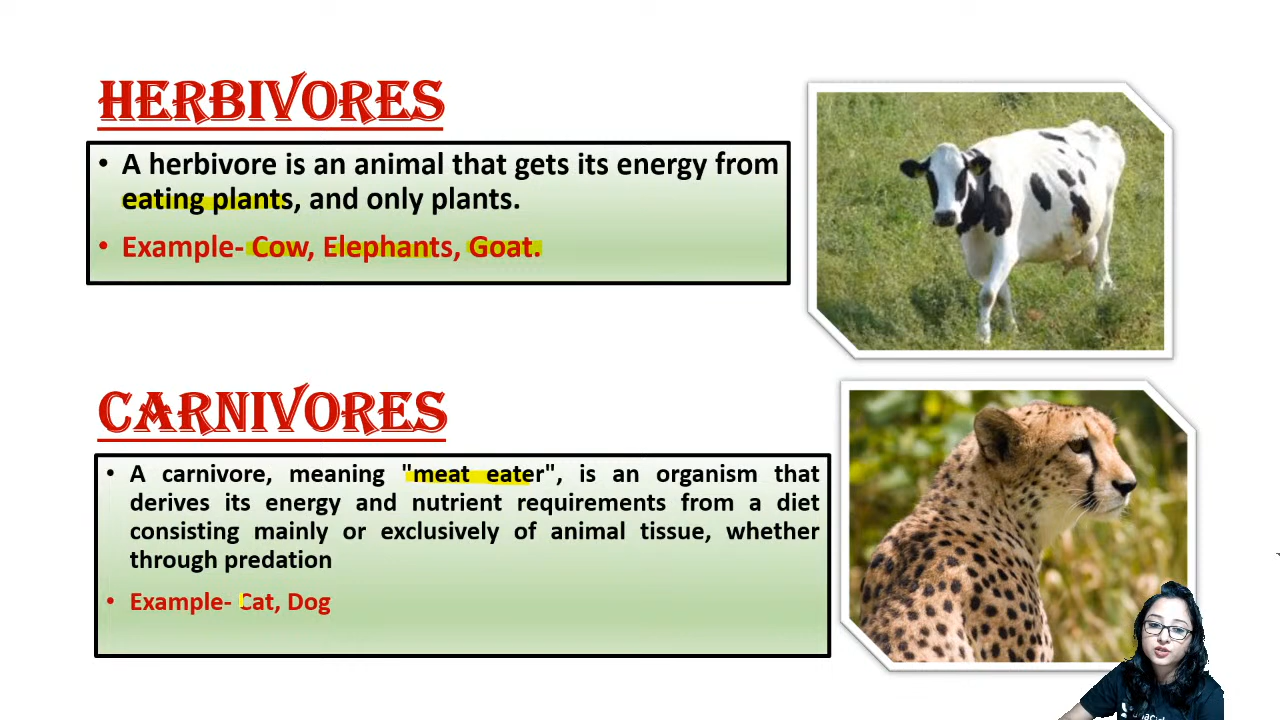 HERBIVORES
• A herbivore is an animal that gets its energy from
eating plants, and only plants.
• Example- Cow, Elephants, Goat.
CARNIVORES
• A carnivore, meaning "meat eater", is an organism that
derives its energy and nutrient requirements from a diet
consisting mainly or exclusively of animal tissue, whether
through predation
• Example- Cat, Dog